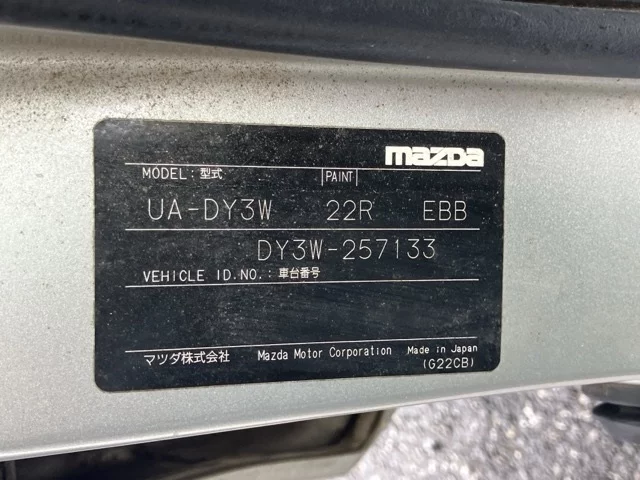 mazda
MODEL:型式 PAINT
UA-DY3W 22R EBB
DY3W-257133
VEHICLE ID.NO.:車台番号
マツダ株式会社 Mazda Motor Corporation Made in Japan
(G22CB)